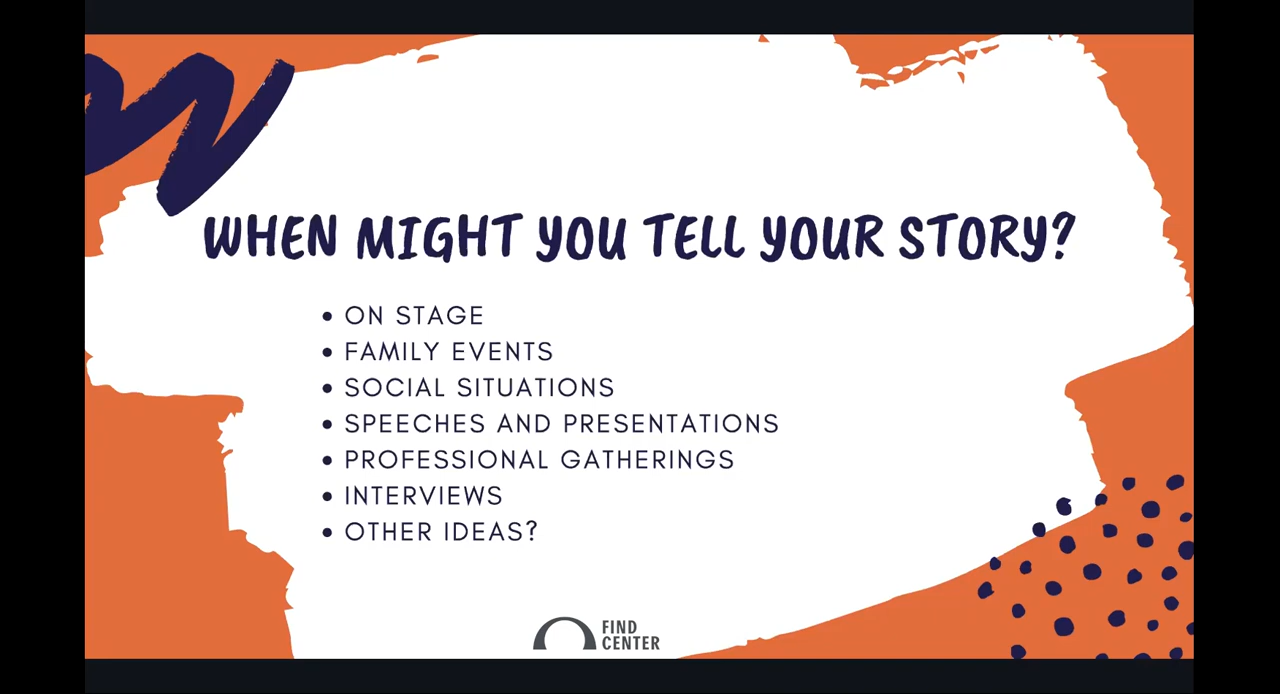 WHEN MIGHT YOU TELL YOUR STORY?
• ON STAGE
• FAMILY EVENTS
• SOCIAL SITUATIONS
• SPEECHES AND PRESENTATIONS
• PROFESSIONAL GATHERINGS
• INTERVIEWS
• OTHER IDEAS?
FIND
CENTER